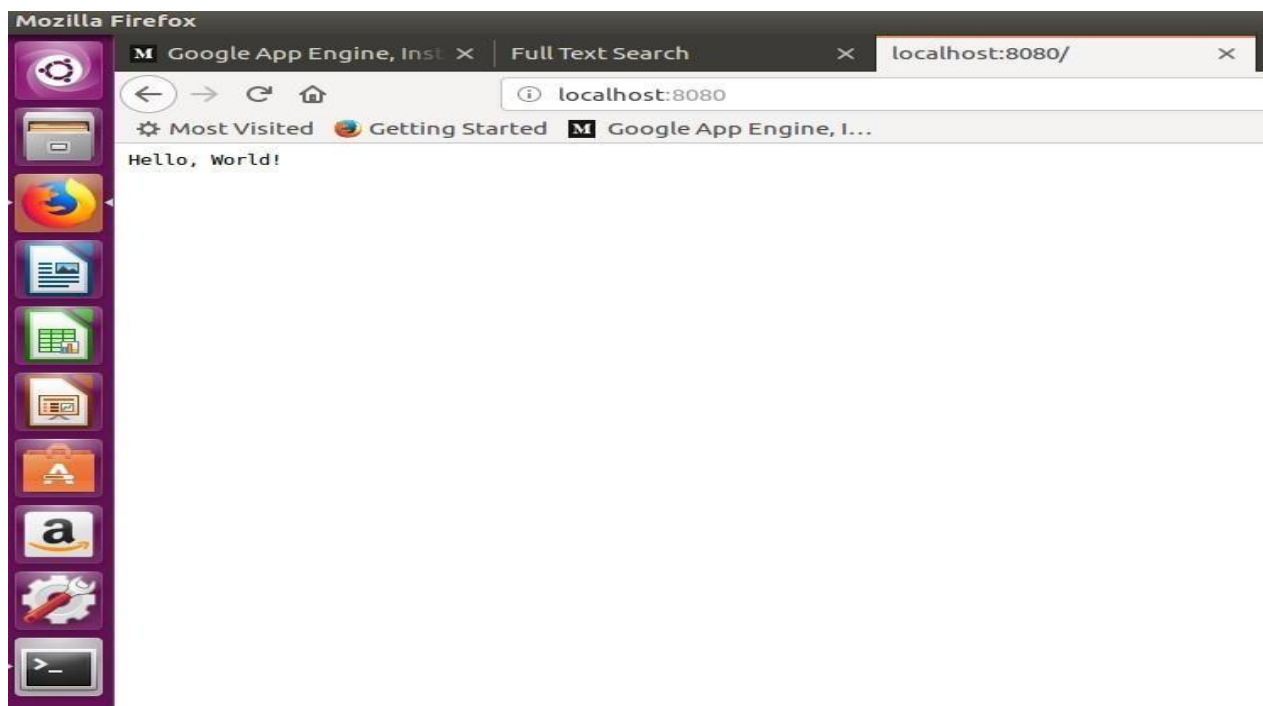 Mozilla Firefox
M Google App Engine, Inst Full Text Search localhost:8080/
localhost:8080
Most Visited Getting Started M Google App Engine, I...
Hello, World!
a
>_